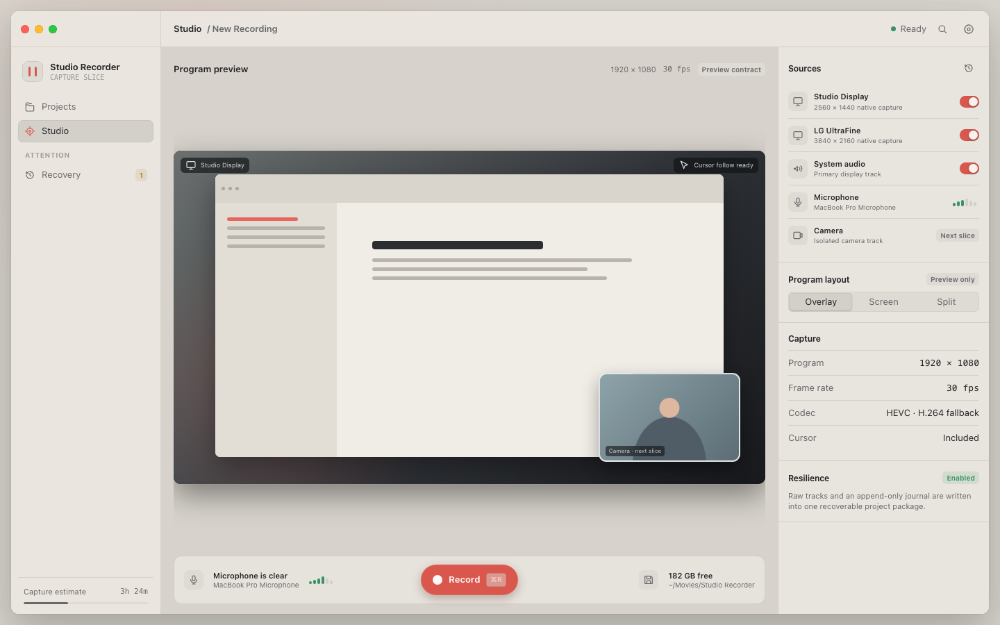 Studio / New Recording
Ready
Studio Recorder
CAPTURE SLICE
Projects
Studio
ATTENTION
Recovery 1
Capture estimate 3h 24m
Program preview
1920 × 1080 30 fps Preview contract
Studio Display
Cursor follow ready
Camera · next slice
Microphone is clear
MacBook Pro Microphone
Record ⌘R
182 GB free
~/Movies/Studio Recorder
Sources
Studio Display
2560 × 1440 native capture
LG UltraFine
3840 × 2160 native capture
System audio
Primary display track
Microphone
MacBook Pro Microphone
Camera
Isolated camera track
Next slice
Program layout Preview only
Overlay Screen Split
Capture
Program 1920 × 1080
Frame rate 30 fps
Codec HEVC · H.264 fallback
Cursor Included
Resilience Enabled
Raw tracks and an append-only journal are written
into one recoverable project package.